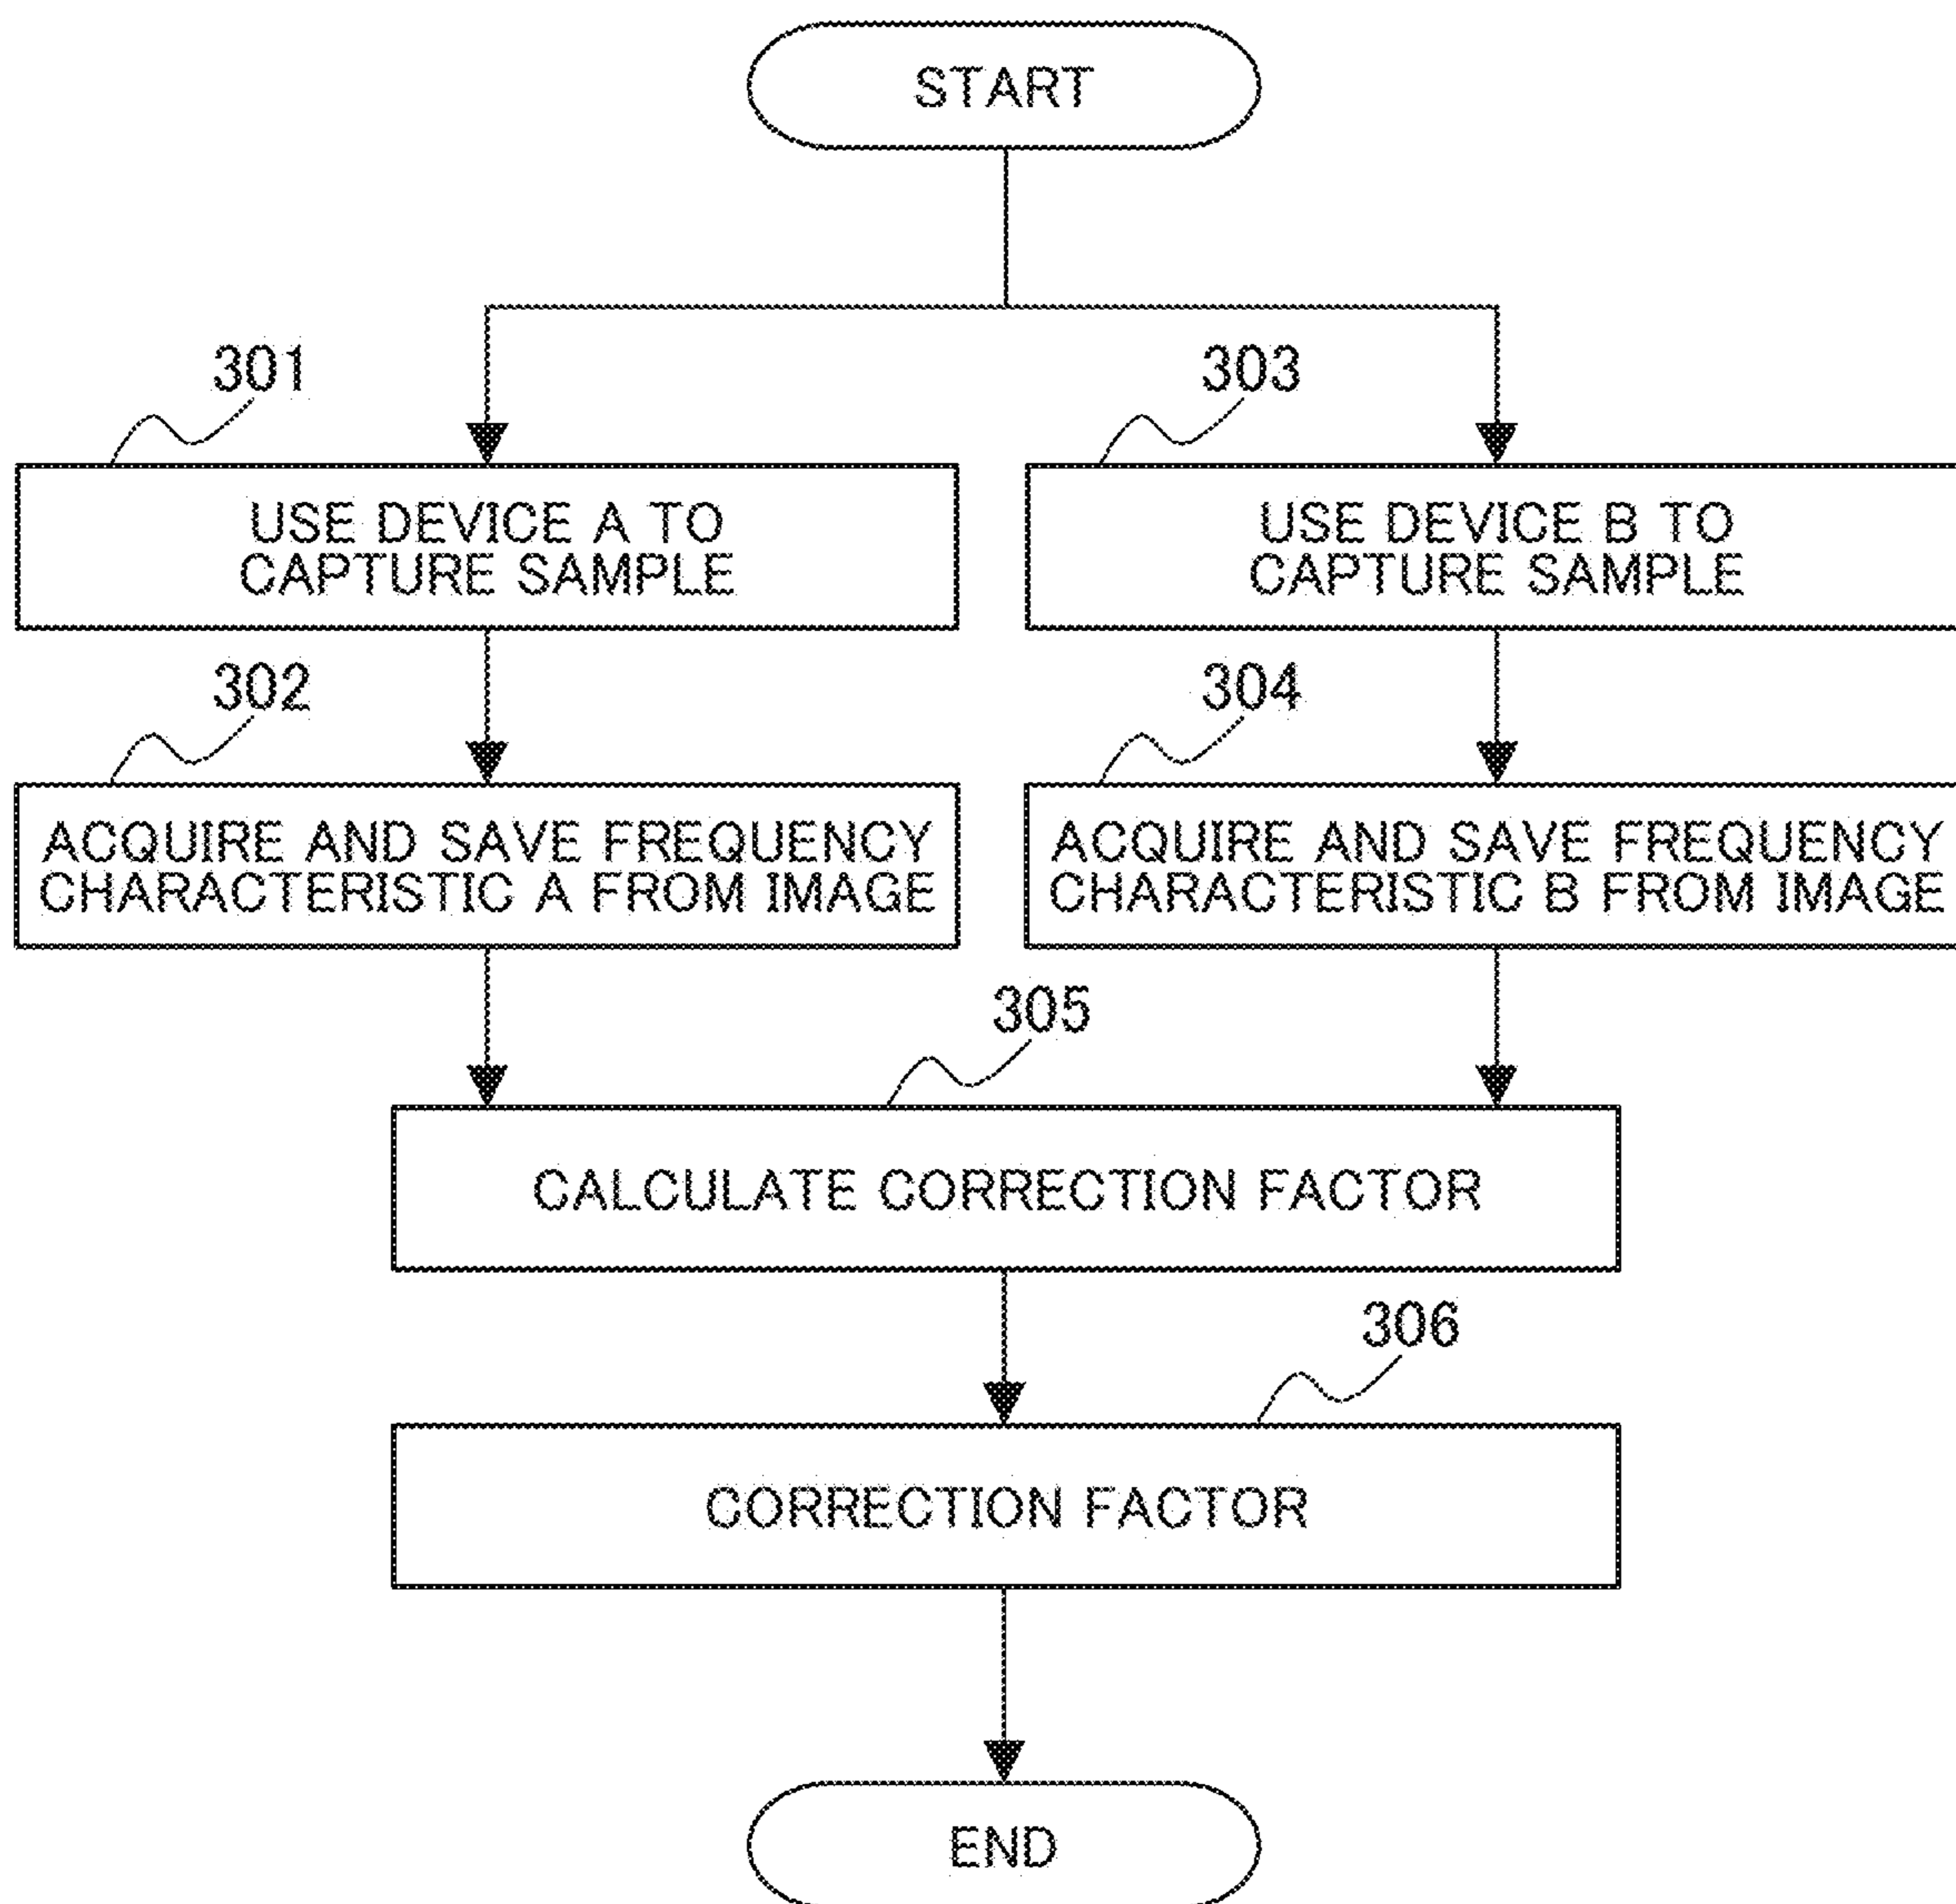 START
301
USE DEVICE A TO
CAPTURE SAMPLE
303
USE DEVICE B TO
CAPTURE SAMPLE
302
ACQUIRE AND SAVE FREQUENCY
CHARACTERISTIC A FROM IMAGE
304
ACQUIRE AND SAVE FREQUENCY
CHARACTERISTIC B FROM IMAGE
305
CALCULATE CORRECTION FACTOR
306
CORRECTION FACTOR
END